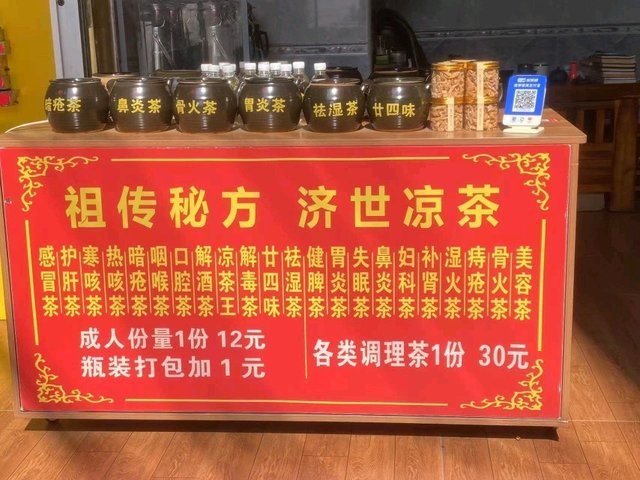 暗疮茶
鼻炎茶
骨火茶
胃炎茶
祛湿茶
廿四味
祖传秘方 济世凉茶
感冒茶
护肝茶
寒咳茶
热咳茶
暗疮茶
咽喉茶
口腔茶
解酒茶
凉茶王
解毒茶
廿四味
祛湿茶
健脾茶
胃炎茶
失眠茶
鼻炎茶
妇科茶
补肾茶
湿火茶
痔疮茶
骨火茶
美容茶
成人份量1份 12元
瓶装打包加 1 元
各类调理茶1份 30元